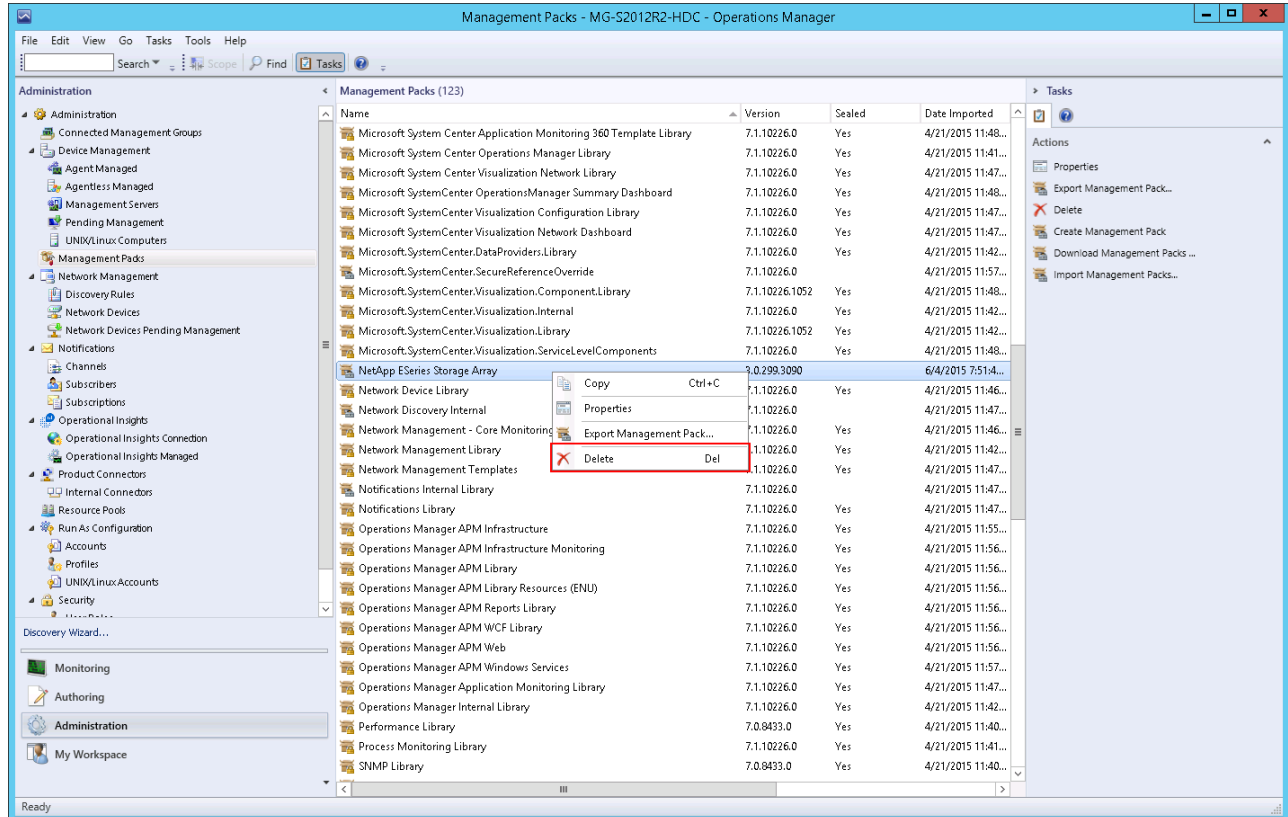 Management Packs - MG-S2012R2-HDC - Operations Manager
File Edit View Go Tasks Tools Help
Search Scope Find Tasks
Administration
Administration
Connected Management Groups
Device Management
Agent Managed
Agentless Managed
Management Servers
Pending Management
UNIX/Linux Computers
Management Packs
Network Management
Discovery Rules
Network Devices
Network Devices Pending Management
Notifications
Channels
Subscribers
Subscriptions
Operational Insights
Operational Insights Connection
Operational Insights Managed
Product Connectors
Internal Connectors
Resource Pools
Run As Configuration
Accounts
Profiles
UNIX/Linux Accounts
Security
Discovery Wizard...
Monitoring
Authoring
Administration
My Workspace
Management Packs (123)
Name Version Sealed Date Imported
Microsoft System Center Application Monitoring 360 Template Library 7.1.10226.0 Yes 4/21/2015 11:48...
Microsoft System Center Operations Manager Library 7.1.10226.0 Yes 4/21/2015 11:41...
Microsoft System Center Visualization Network Library 7.1.10226.0 Yes 4/21/2015 11:47...
Microsoft SystemCenter OperationsManager Summary Dashboard 7.1.10226.0 Yes 4/21/2015 11:48...
Microsoft SystemCenter Visualization Configuration Library 7.1.10226.0 Yes 4/21/2015 11:47...
Microsoft SystemCenter Visualization Network Dashboard 7.1.10226.0 Yes 4/21/2015 11:47...
Microsoft.SystemCenter.DataProviders.Library 7.1.10226.0 Yes 4/21/2015 11:42...
Microsoft.SystemCenter.SecureReferenceOverride 7.1.10226.0 4/21/2015 11:57...
Microsoft.SystemCenter.Visualization.Component.Library 7.1.10226.1052 Yes 4/21/2015 11:48...
Microsoft.SystemCenter.Visualization.Internal 7.1.10226.0 Yes 4/21/2015 11:42...
Microsoft.SystemCenter.Visualization.Library 7.1.10226.1052 Yes 4/21/2015 11:42...
Microsoft.SystemCenter.Visualization.ServiceLevelComponents 7.1.10226.0 Yes 4/21/2015 11:48...
NetApp ESeries Storage Array 3.0.299.3090 6/4/2015 7:51:4...
Network Device Library 7.1.10226.0 Yes 4/21/2015 11:46...
Network Discovery Internal 7.1.10226.0 4/21/2015 11:47...
Network Management - Core Monitoring 7.1.10226.0 Yes 4/21/2015 11:46...
Network Management Library 7.1.10226.0 Yes 4/21/2015 11:42...
Network Management Templates 7.1.10226.0 Yes 4/21/2015 11:47...
Notifications Internal Library 7.1.10226.0 4/21/2015 11:47...
Notifications Library 7.1.10226.0 Yes 4/21/2015 11:47...
Operations Manager APM Infrastructure 7.1.10226.0 Yes 4/21/2015 11:55...
Operations Manager APM Infrastructure Monitoring 7.1.10226.0 Yes 4/21/2015 11:56...
Operations Manager APM Library 7.1.10226.0 Yes 4/21/2015 11:56...
Operations Manager APM Library Resources (ENU) 7.1.10226.0 Yes 4/21/2015 11:56...
Operations Manager APM Reports Library 7.1.10226.0 Yes 4/21/2015 11:56...
Operations Manager APM WCF Library 7.1.10226.0 Yes 4/21/2015 11:56...
Operations Manager APM Web 7.1.10226.0 Yes 4/21/2015 11:56...
Operations Manager APM Windows Services 7.1.10226.0 Yes 4/21/2015 11:57...
Operations Manager Application Monitoring Library 7.1.10226.0 Yes 4/21/2015 11:47...
Operations Manager Internal Library 7.1.10226.0 Yes 4/21/2015 11:42...
Performance Library 7.0.8433.0 Yes 4/21/2015 11:40...
Process Monitoring Library 7.1.10226.0 Yes 4/21/2015 11:41...
SNMP Library 7.0.8433.0 Yes 4/21/2015 11:40...
Copy Ctrl+C
Properties
Export Management Pack...
Delete Del
Tasks
Actions
Properties
Export Management Pack...
Delete
Create Management Pack
Download Management Packs ...
Import Management Packs...
Ready